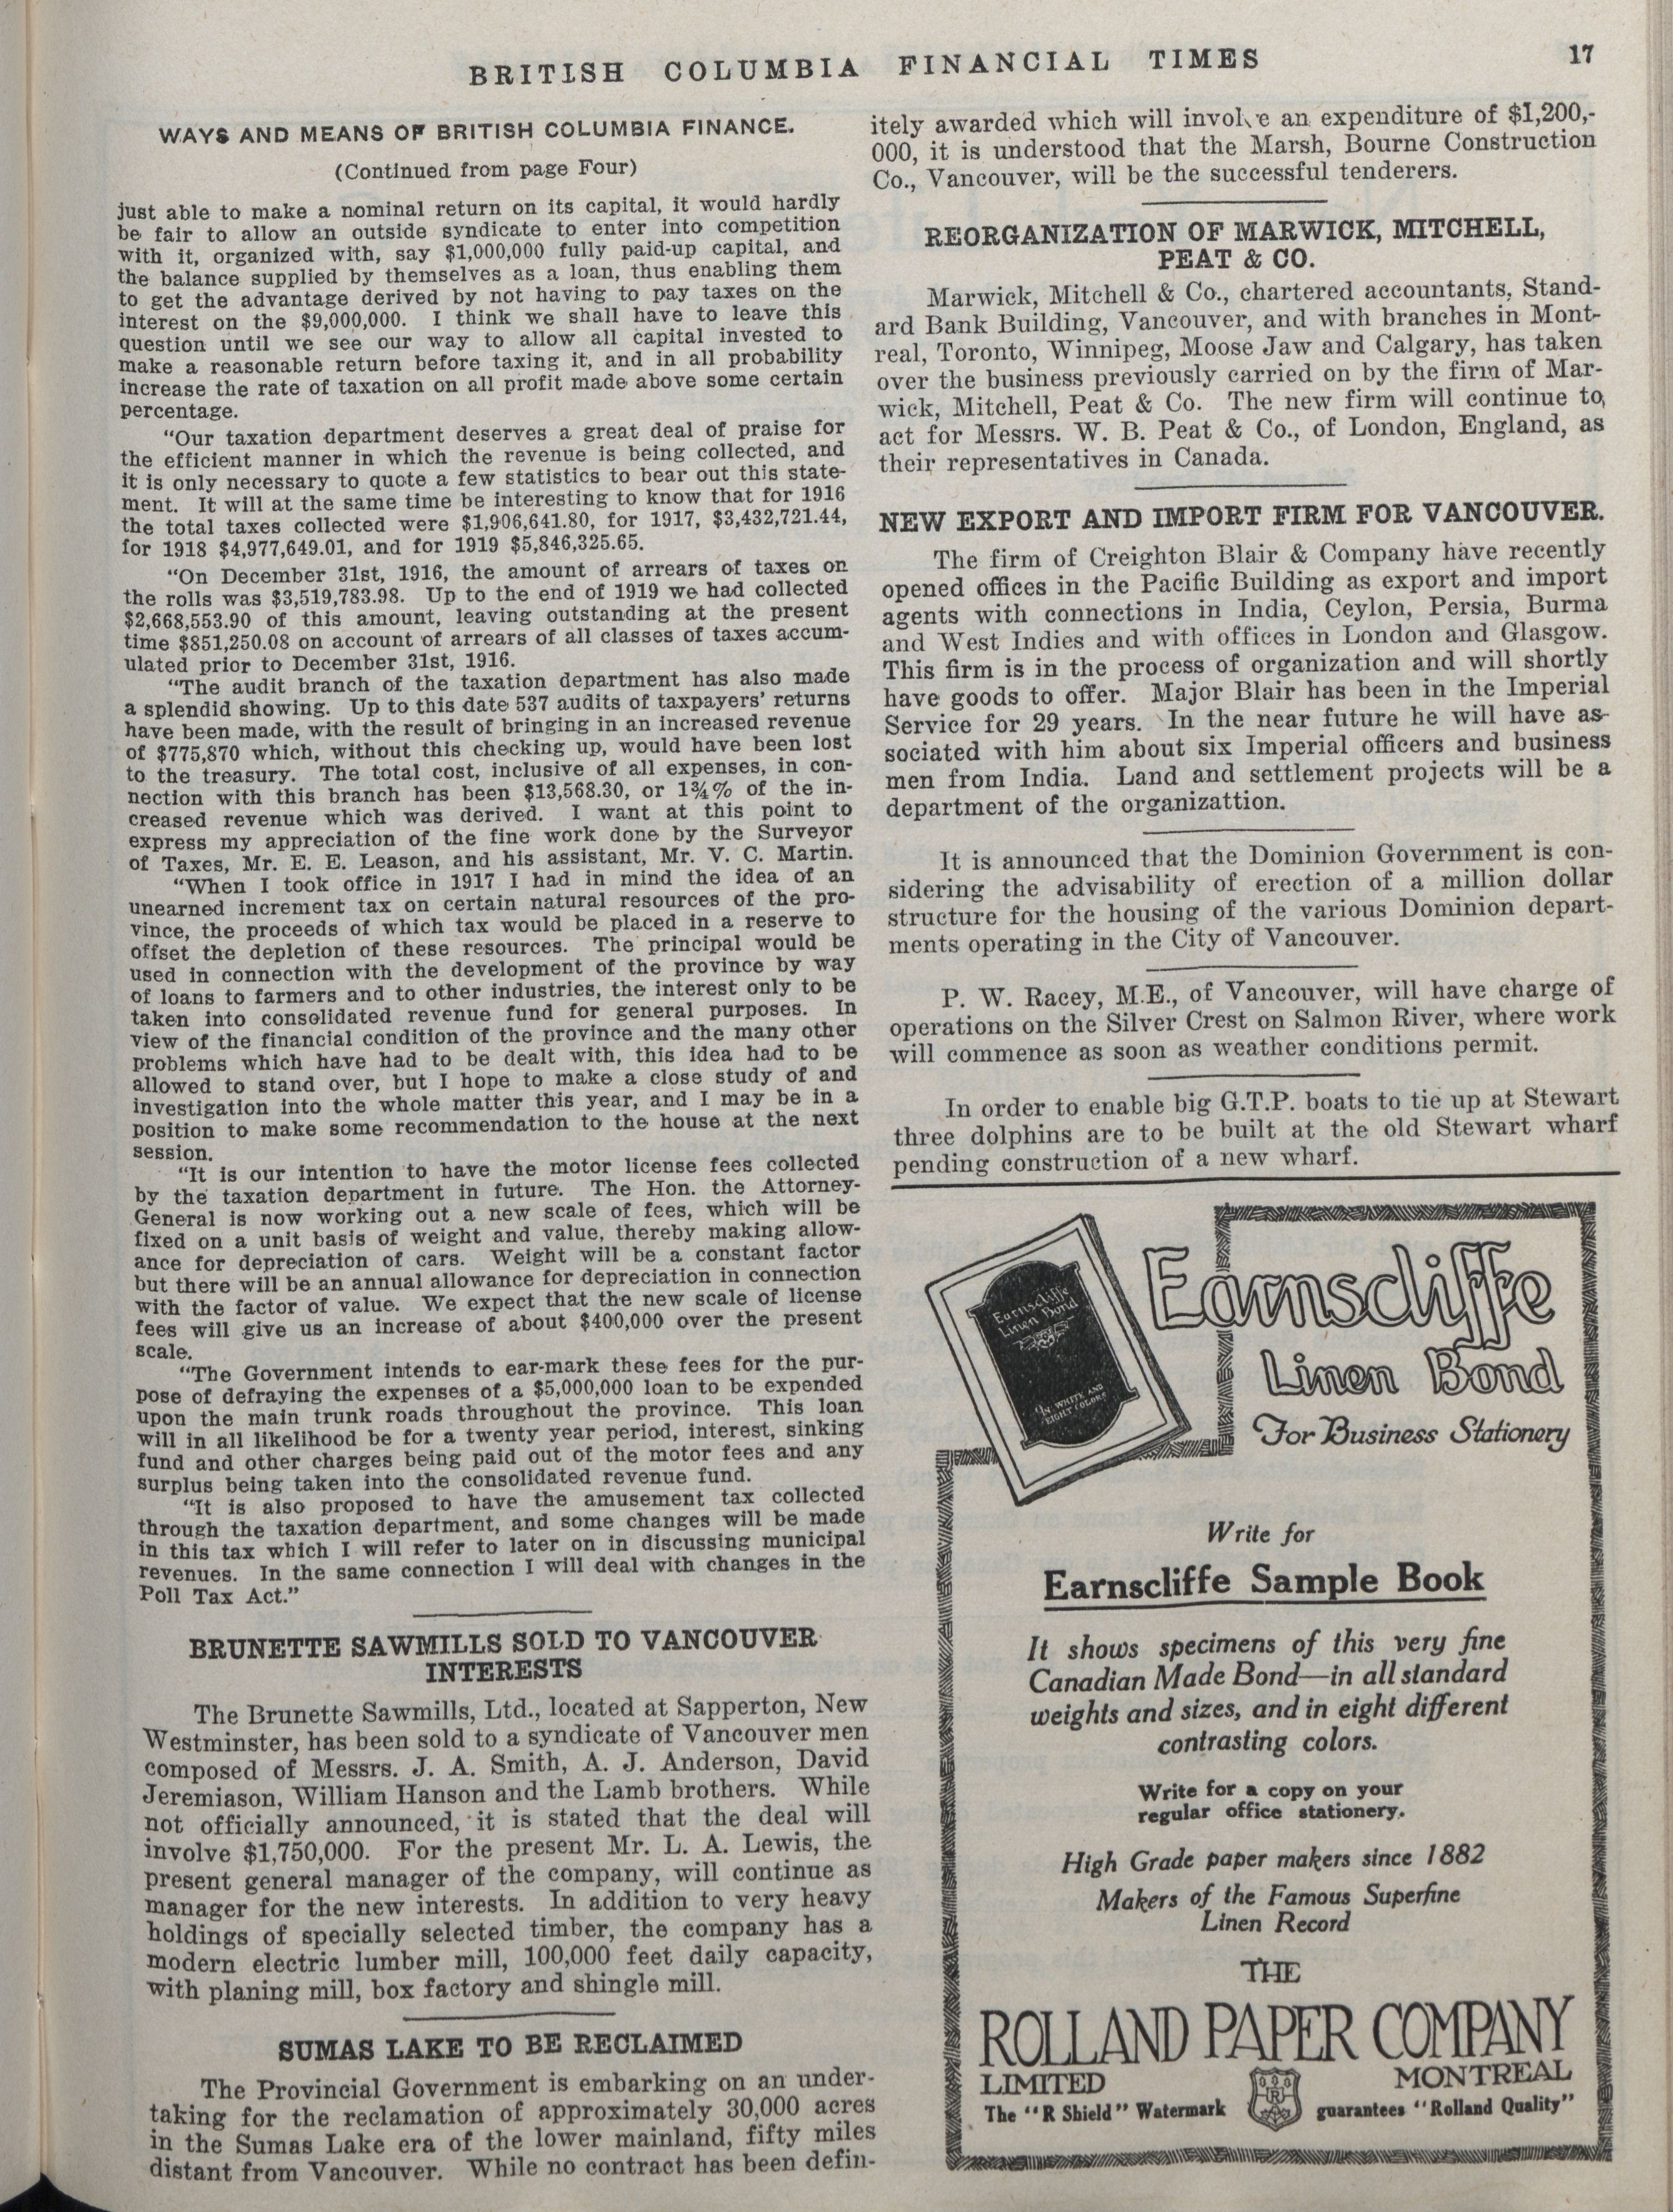 BRITISH COLUMBIA FINANCIAL TIMES
17
WAYS AND MEANS OF BRITISH COLUMBIA FINANCE.
(Continued from page Four)
just able to make a nominal return on its capital, it would hardly
be fair to allow an outside syndicate to enter into competition
with it, organized with, say $1,000,000 fully paid-up capital, and
the balance supplied by themselves as a loan, thus enabling them
to get the advantage derived by not having to pay taxes on the
interest on the $9,000,000. I think we shall have to leave this
question until we see our way to allow all capital invested to
make a reasonable return before taxing it, and in all probability
increase the rate of taxation on all profit made above some certain
percentage.
"Our taxation department deserves a great deal of praise for
the efficient manner in which the revenue is being collected, and
it is only necessary to quote a few statistics to bear out this state-
ment. It will at the same time be interesting to know that for 1916
the total taxes collected were $1,906,641.80, for 1917, $3,432,721.44,
for 1918 $4,977,649.01, and for 1919 $5,846,325.65.
"On December 31st, 1916, the amount of arrears of taxes on
the rolls was $3,519,783.98. Up to the end of 1919 we had collected
$2,668,553.90 of this amount, leaving outstanding at the present
time $851,250.08 on account of arrears of all classes of taxes accum-
ulated prior to December 31st, 1916.
"The audit branch of the taxation department has also made
a splendid showing. Up to this date 537 audits of taxpayers' returns
have been made, with the result of bringing in an increased revenue
of $775,870 which, without this checking up, would have been lost
to the treasury. The total cost, inclusive of all expenses, in con-
nection with this branch has been $13,568.30, or 1¾% of the in-
creased revenue which was derived. I want at this point to
express my appreciation of the fine work done by the Surveyor
of Taxes, Mr. E. E. Leason, and his assistant, Mr. V. C. Martin.
"When I took office in 1917 I had in mind the idea of an
unearned increment tax on certain natural resources of the pro-
vince, the proceeds of which tax would be placed in a reserve to
offset the depletion of these resources. The principal would be
used in connection with the development of the province by way
of loans to farmers and to other industries, the interest only to be
taken into consolidated revenue fund for general purposes. In
view of the financial condition of the province and the many other
problems which have had to be dealt with, this idea had to be
allowed to stand over, but I hope to make a close study of and
investigation into the whole matter this year, and I may be in a
position to make some recommendation to the house at the next
session.
"It is our intention to have the motor license fees collected
by the taxation department in future. The Hon. the Attorney-
General is now working out a new scale of fees, which will be
fixed on a unit basis of weight and value, thereby making allow-
ance for depreciation of cars. Weight will be a constant factor
but there will be an annual allowance for depreciation in connection
with the factor of value. We expect that the new scale of license
fees will give us an increase of about $400,000 over the present
scale.
"The Government intends to ear-mark these fees for the pur-
pose of defraying the expenses of a $5,000,000 loan to be expended
upon the main trunk roads throughout the province. This loan
will in all likelihood be for a twenty year period, interest, sinking
fund and other charges being paid out of the motor fees and any
surplus being taken into the consolidated revenue fund.
"It is also proposed to have the amusement tax collected
through the taxation department, and some changes will be made
in this tax which I will refer to later on in discussing municipal
revenues. In the same connection I will deal with changes in the
Poll Tax Act."
BRUNETTE SAWMILLS SOLD TO VANCOUVER
INTERESTS
The Brunette Sawmills, Ltd., located at Sapperton, New
Westminster, has been sold to a syndicate of Vancouver men
composed of Messrs. J. A. Smith, A. J. Anderson, David
Jeremiason, William Hanson and the Lamb brothers. While
not officially announced, it is stated that the deal will
involve $1,750,000. For the present Mr. L. A. Lewis, the
present general manager of the company, will continue as
manager for the new interests. In addition to very heavy
holdings of specially selected timber, the company has a
modern electric lumber mill, 100,000 feet daily capacity,
with planing mill, box factory and shingle mill.
SUMAS LAKE TO BE RECLAIMED
The Provincial Government is embarking on an under-
taking for the reclamation of approximately 30,000 acres
in the Sumas Lake era of the lower mainland, fifty miles
distant from Vancouver. While no contract has been defin-
itely awarded which will involve an expenditure of $1,200,-
000, it is understood that the Marsh, Bourne Construction
Co., Vancouver, will be the successful tenderers.
REORGANIZATION OF MARWICK, MITCHELL,
PEAT & CO.
Marwick, Mitchell & Co., chartered accountants, Stand-
ard Bank Building, Vancouver, and with branches in Mont-
real, Toronto, Winnipeg, Moose Jaw and Calgary, has taken
over the business previously carried on by the firm of Mar-
wick, Mitchell, Peat & Co. The new firm will continue to
act for Messrs. W. B. Peat & Co., of London, England, as
their representatives in Canada.
NEW EXPORT AND IMPORT FIRM FOR VANCOUVER.
The firm of Creighton Blair & Company have recently
opened offices in the Pacific Building as export and import
agents with connections in India, Ceylon, Persia, Burma
and West Indies and with offices in London and Glasgow.
This firm is in the process of organization and will shortly
have goods to offer. Major Blair has been in the Imperial
Service for 29 years. In the near future he will have as-
sociated with him about six Imperial officers and business
men from India. Land and settlement projects will be a
department of the organizattion.
It is announced that the Dominion Government is con-
sidering the advisability of erection of a million dollar
structure for the housing of the various Dominion depart-
ments operating in the City of Vancouver.
P. W. Racey, M.E., of Vancouver, will have charge of
operations on the Silver Crest on Salmon River, where work
will commence as soon as weather conditions permit.
In order to enable big G.T.P. boats to tie up at Stewart
three dolphins are to be built at the old Stewart wharf
pending construction of a new wharf.
Earnscliffe
Linen Bond
IN WHITE AND
EIGHT COLORS
Earnscliffe
Linen Bond
For Business Stationery
Write for
Earnscliffe Sample Book
It shows specimens of this very fine
Canadian Made Bond—in all standard
weights and sizes, and in eight different
contrasting colors.
Write for a copy on your
regular office stationery.
High Grade paper makers since 1882
Makers of the Famous Superfine
Linen Record
THE
ROLLAND PAPER COMPANY
LIMITED MONTREAL
The "R Shield" Watermark R guarantees "Rolland Quality"